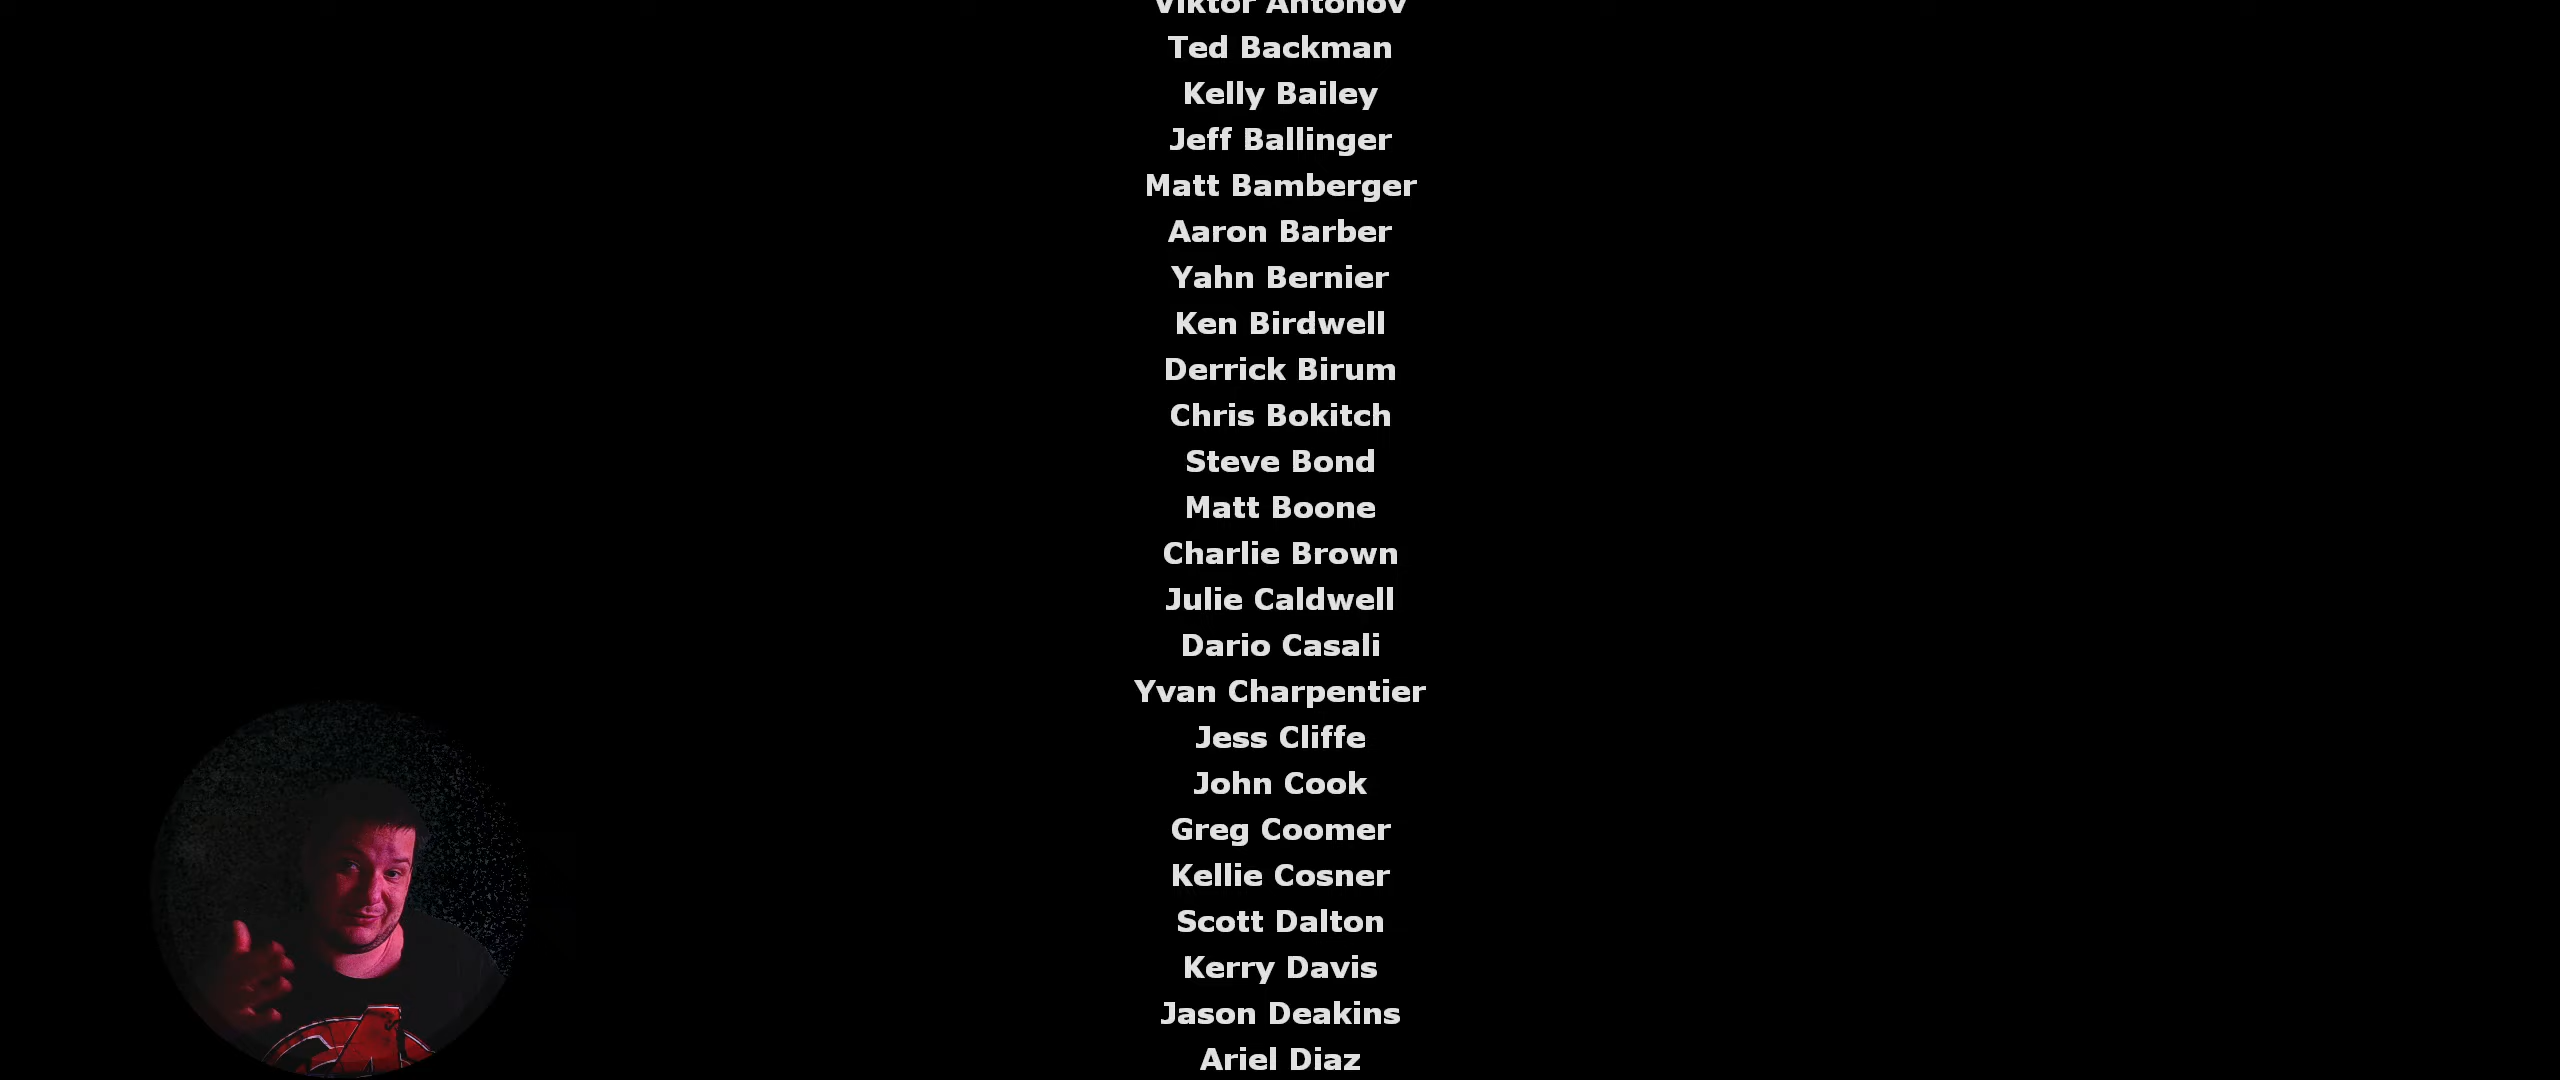 Viktor Antonov
Ted Backman
Kelly Bailey
Jeff Ballinger
Matt Bamberger
Aaron Barber
Yahn Bernier
Ken Birdwell
Derrick Birum
Chris Bokitch
Steve Bond
Matt Boone
Charlie Brown
Julie Caldwell
Dario Casali
Yvan Charpentier
Jess Cliffe
John Cook
Greg Coomer
Kellie Cosner
Scott Dalton
Kerry Davis
Jason Deakins
Ariel Diaz